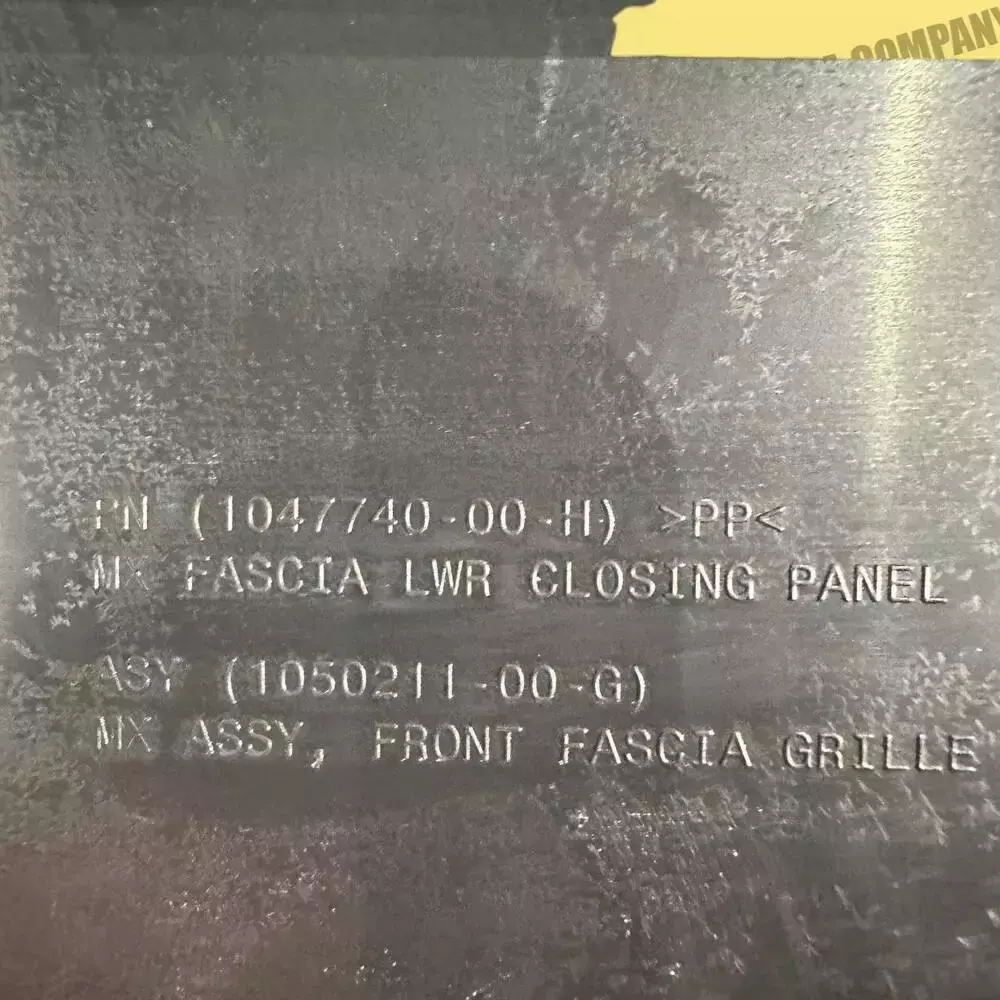 COMPANY
PN (1047740-00-H) >PP<
MX FASCIA LWR CLOSING PANEL
ASY (1050211-00-G)
MX ASSY, FRONT FASCIA GRILLE